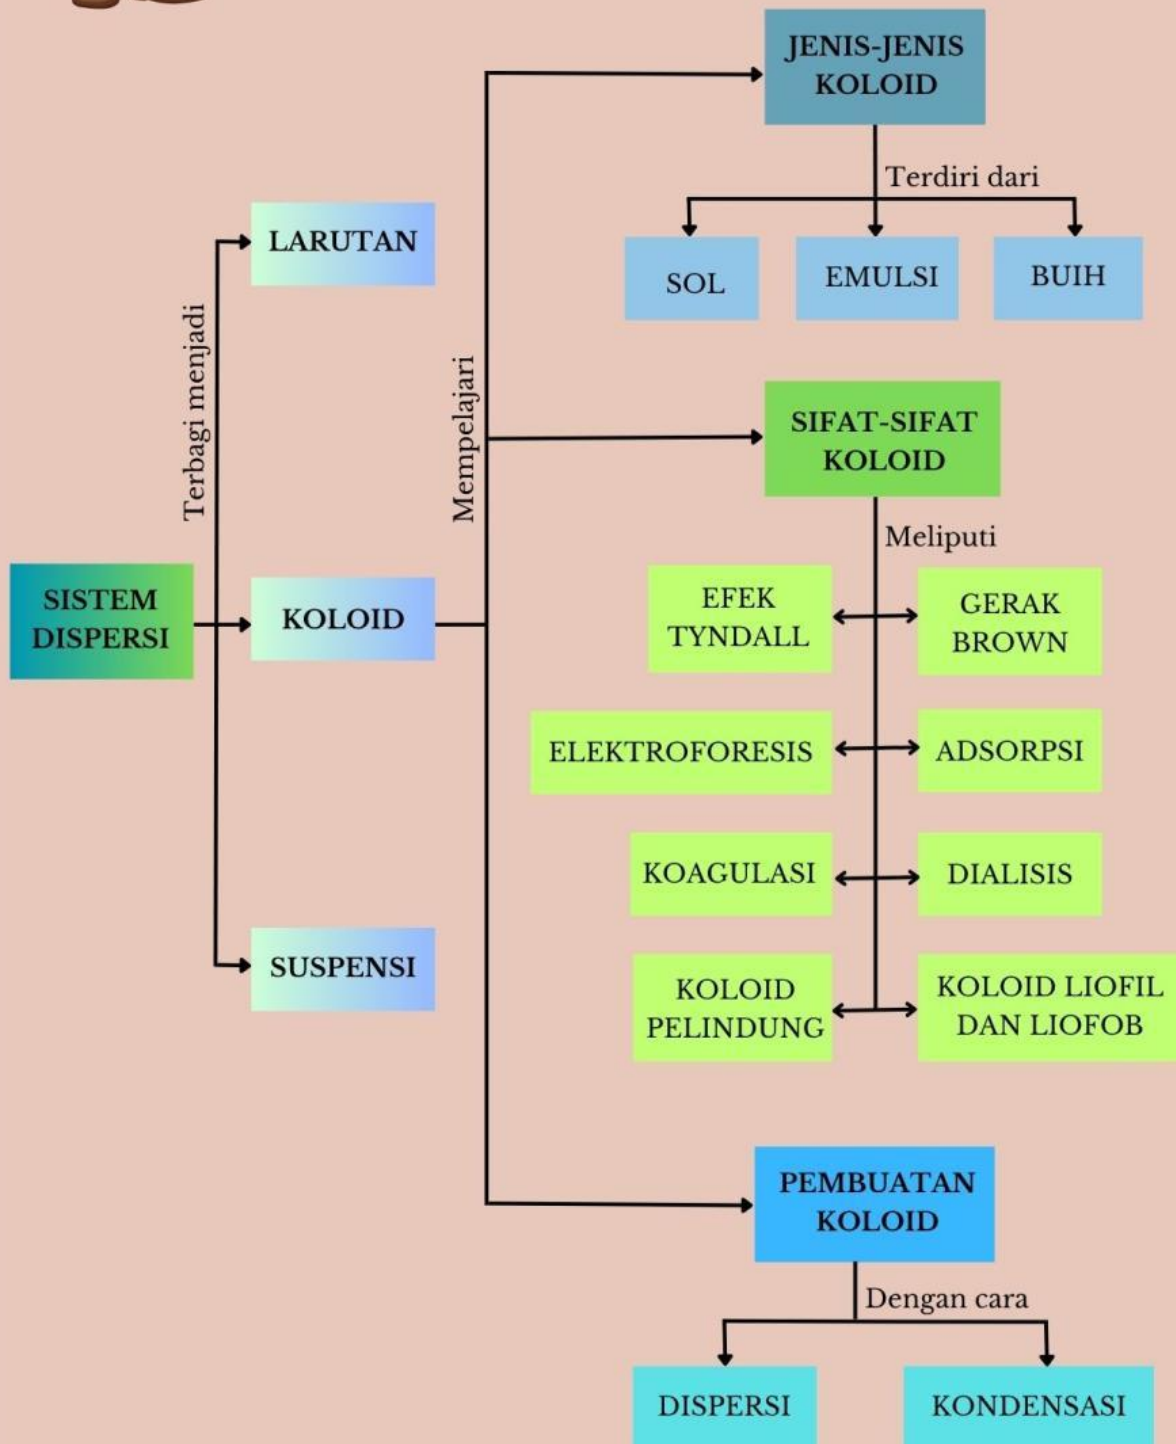 JENIS-JENIS
KOLOID
Terdiri dari
SOL
EMULSI
BUIH
LARUTAN
Terbagi menjadi
Mempelajari
SIFAT-SIFAT
KOLOID
Meliputi
SISTEM
DISPERSI
KOLOID
EFEK
TYNDALL
GERAK
BROWN
ELEKTROFORESIS
ADSORPSI
KOAGULASI
DIALISIS
SUSPENSI
KOLOID
PELINDUNG
KOLOID LIOFIL
DAN LIOFOB
PEMBUATAN
KOLOID
Dengan cara
DISPERSI
KONDENSASI